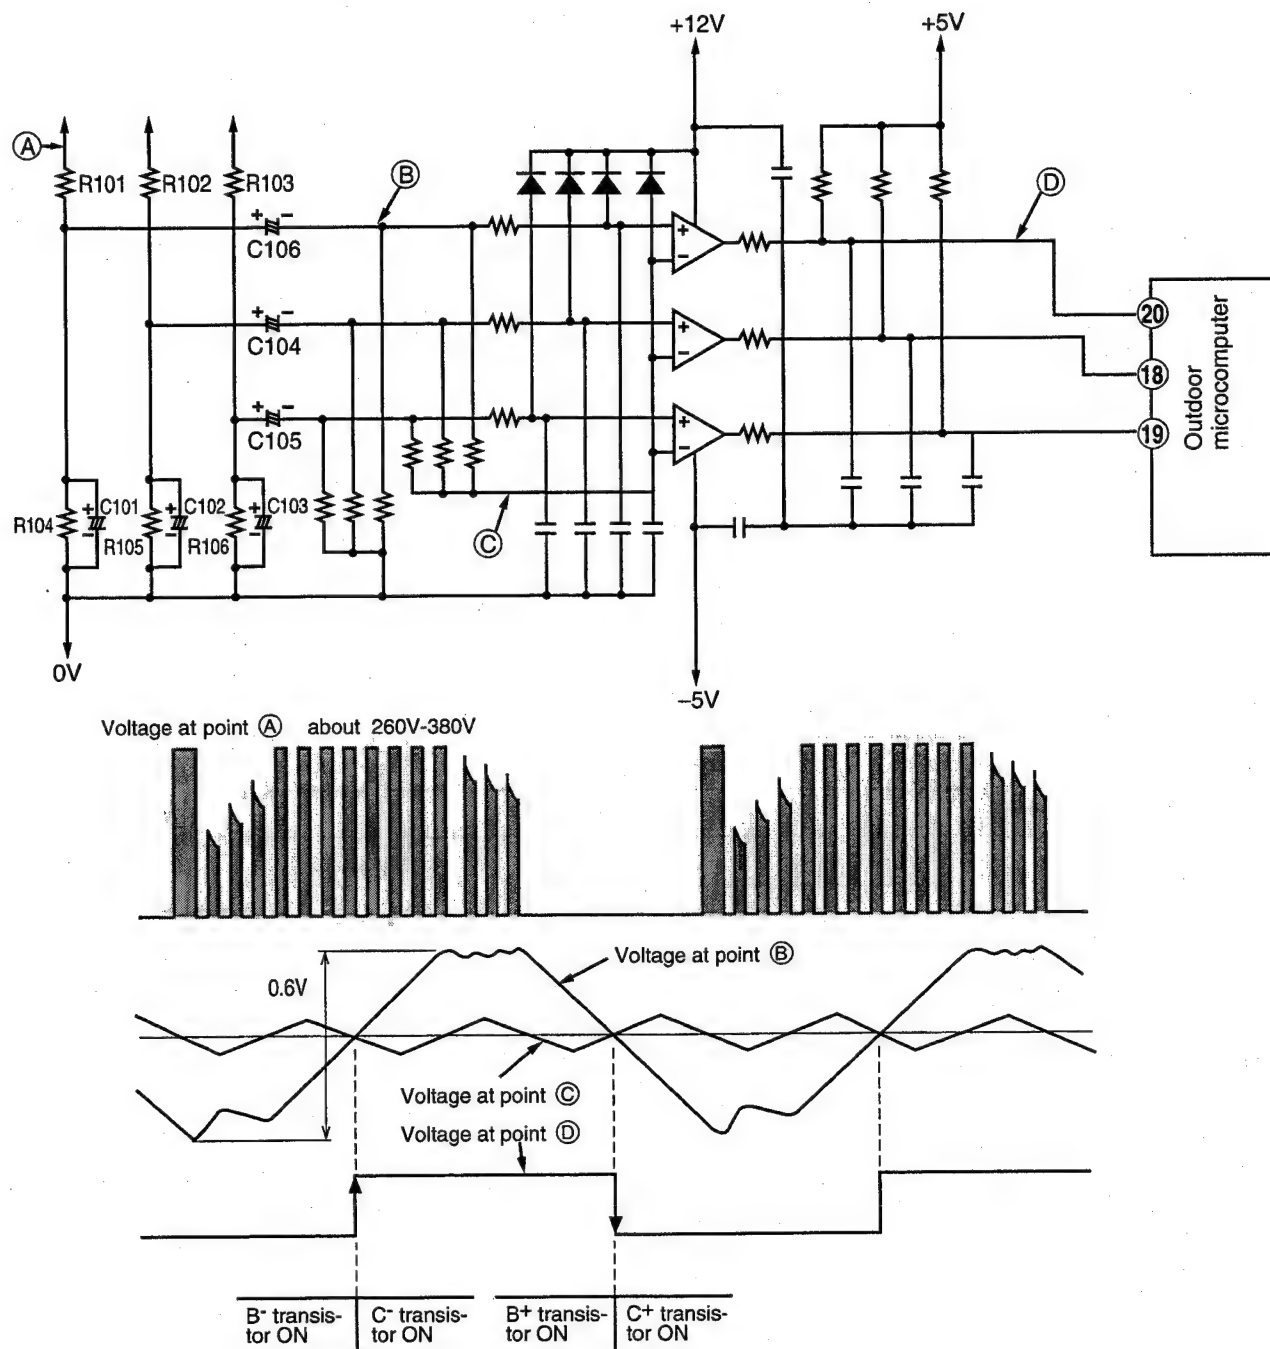 +12V
+5V
Ⓐ
R101
R102
R103
Ⓑ
Ⓓ
+ −
C106
+ −
C104
+ −
C105
+
−
+
−
+
−
20
18
19
Outdoor
microcomputer
R104
+
−
C101
R105
+
−
C102
R106
+
−
C103
Ⓒ
0V
−5V
Voltage at point Ⓐ about 260V-380V
Voltage at point Ⓑ
0.6V
Voltage at point Ⓒ
Voltage at point Ⓓ
B⁻ transis-
tor ON
C⁻ transis-
tor ON
B⁺ transis-
tor ON
C⁺ transis-
tor ON